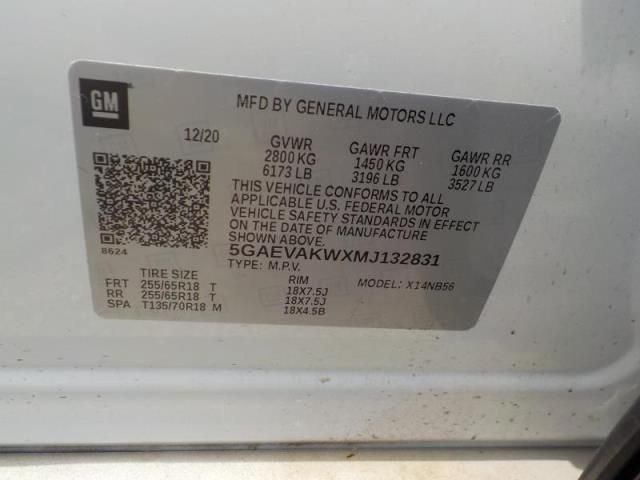 GM
MFD BY GENERAL MOTORS LLC
12/20 GVWR GAWR FRT GAWR RR
2800 KG 1450 KG 1600 KG
6173 LB 3196 LB 3527 LB
THIS VEHICLE CONFORMS TO ALL
APPLICABLE U.S. FEDERAL MOTOR
VEHICLE SAFETY STANDARDS IN EFFECT
ON THE DATE OF MANUFACTURE
SHOWN ABOVE.
8624
5GAEVAKWXMJ132831
TYPE: M.P.V. MODEL: X14NB56
TIRE SIZE RIM
FRT 255/65R18 T 18X7.5J
RR 255/65R18 T 18X7.5J
SPA T135/70R18 M 18X4.5B